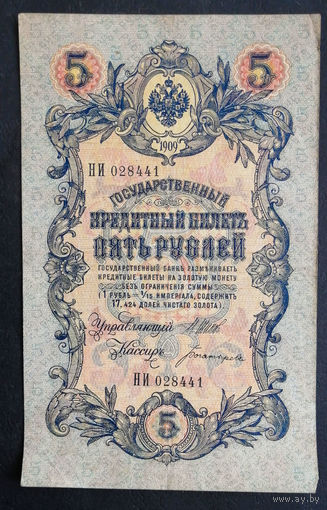 5 5
1909
НИ 028441
ГОСУДАРСТВЕННЫЙ
КРЕДИТНЫЙ БИЛЕТЪ
ПЯТЬ РУБЛЕЙ
ГОСУДАРСТВЕННЫЙ БАНКЪ РАЗМѢНИВАЕТЪ
КРЕДИТНЫЕ БИЛЕТЫ НА ЗОЛОТУЮ МОНЕТУ
БЕЗЪ ОГРАНИЧЕНІЯ СУММЫ
(1 РУБЛЬ = 1/15 ИМПЕРІАЛА, СОДЕРЖИТЪ
17,424 ДОЛЕЙ ЧИСТАГО ЗОЛОТА)
Управляющій
Кассиръ
НИ 028441
5
www.ay.by